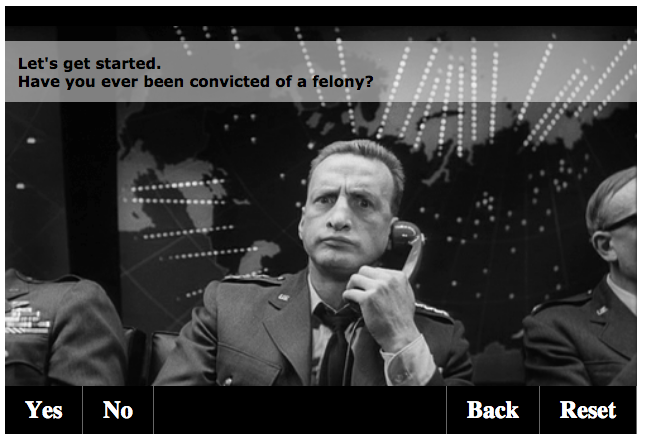 Let's get started.
Have you ever been convicted of a felony?
Yes No Back Reset